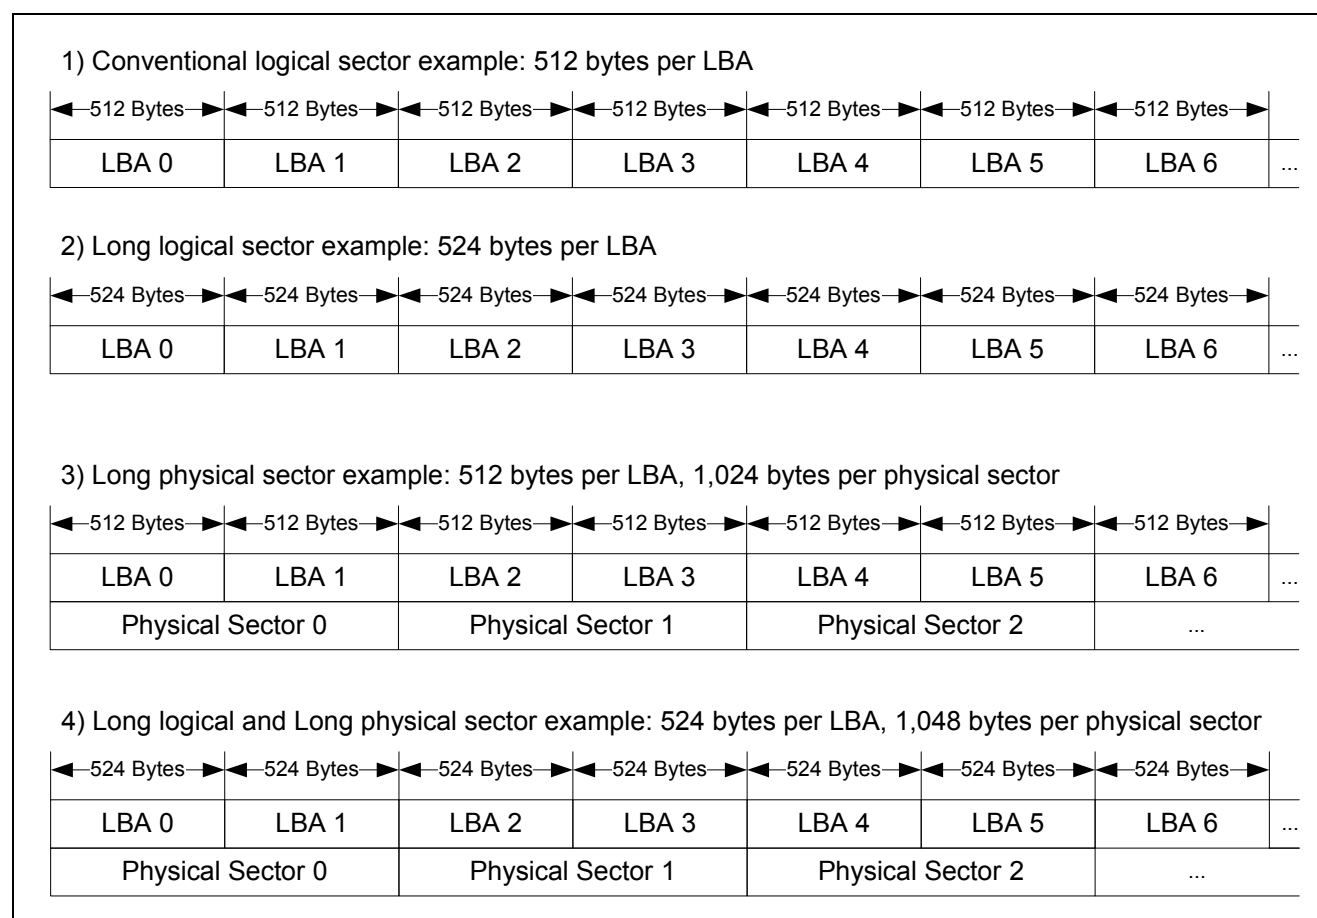 1) Conventional logical sector example: 512 bytes per LBA
512 Bytes 512 Bytes 512 Bytes 512 Bytes 512 Bytes 512 Bytes 512 Bytes
LBA 0 LBA 1 LBA 2 LBA 3 LBA 4 LBA 5 LBA 6 ...
2) Long logical sector example: 524 bytes per LBA
524 Bytes 524 Bytes 524 Bytes 524 Bytes 524 Bytes 524 Bytes 524 Bytes
LBA 0 LBA 1 LBA 2 LBA 3 LBA 4 LBA 5 LBA 6 ...
3) Long physical sector example: 512 bytes per LBA, 1,024 bytes per physical sector
512 Bytes 512 Bytes 512 Bytes 512 Bytes 512 Bytes 512 Bytes 512 Bytes
LBA 0 LBA 1 LBA 2 LBA 3 LBA 4 LBA 5 LBA 6 ...
Physical Sector 0 Physical Sector 1 Physical Sector 2 ...
4) Long logical and Long physical sector example: 524 bytes per LBA, 1,048 bytes per physical sector
524 Bytes 524 Bytes 524 Bytes 524 Bytes 524 Bytes 524 Bytes 524 Bytes
LBA 0 LBA 1 LBA 2 LBA 3 LBA 4 LBA 5 LBA 6 ...
Physical Sector 0 Physical Sector 1 Physical Sector 2 ...